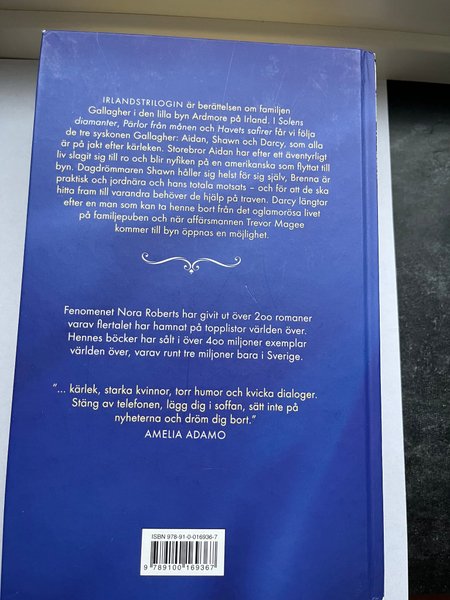 IRLANDSTRILOGIN är berättelsen om familjen
Gallagher i den lilla byn Ardmore på Irland. I Solens
diamanter, Pärlor från månen och Havets safirer får vi följa
de tre syskonen Gallagher: Aidan, Shawn och Darcy, som alla
är på jakt efter kärleken. Storebror Aidan har efter ett äventyrligt
liv slagit sig till ro och blir nyfiken på en amerikanska som flyttat till
byn. Dagdrömmaren Shawn håller sig helst för sig själv, Brenna är
praktisk och jordnära och hans totala motsats – och för att de ska
hitta fram till varandra behöver de hjälp på traven. Darcy längtar
efter en man som kan ta henne bort från det oglamorösa livet
på familjepuben och när affärsmannen Trevor Magee
kommer till byn öppnas en möjlighet.
Fenomenet Nora Roberts har givit ut över 200 romaner
varav flertalet har hamnat på topplistor världen över.
Hennes böcker har sålt i över 400 miljoner exemplar
världen över, varav runt tre miljoner bara i Sverige.
”... kärlek, starka kvinnor, torr humor och kvicka dialoger.
Stäng av telefonen, lägg dig i soffan, sätt inte på
nyheterna och dröm dig bort.”
AMELIA ADAMO
ISBN 978-91-0-016936-7
9 789100 169367